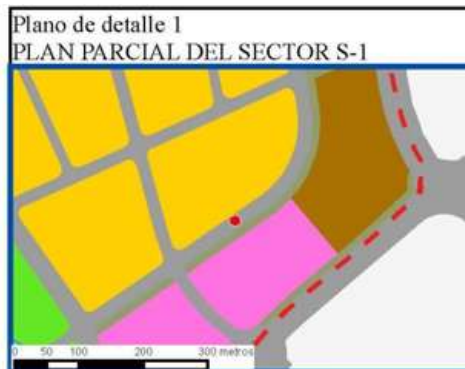 Plano de detalle 1
PLAN PARCIAL DEL SECTOR S-1
0 50 100 200 300 metros